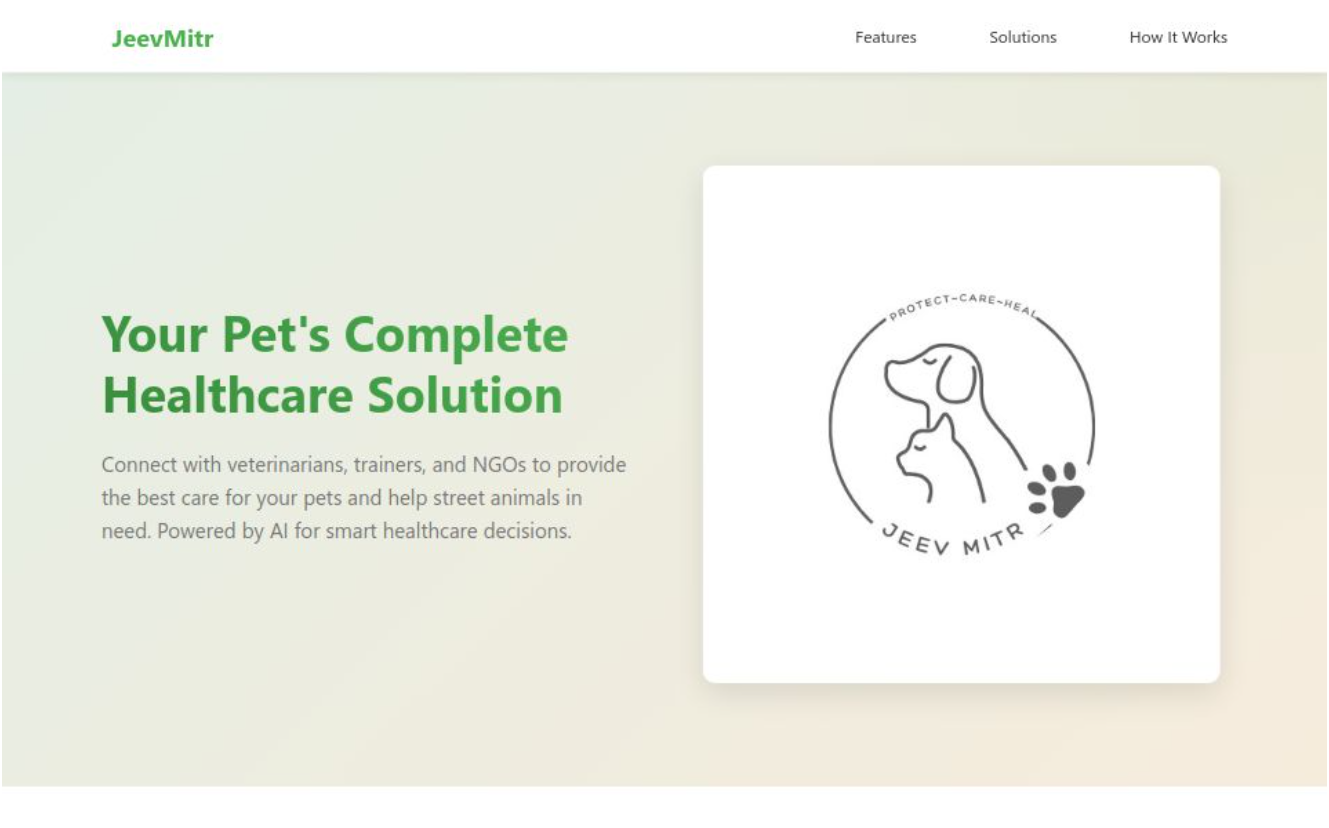 JeevMitr
Features
Solutions
How It Works
Your Pet's Complete
Healthcare Solution
Connect with veterinarians, trainers, and NGOs to provide
the best care for your pets and help street animals in
need. Powered by AI for smart healthcare decisions.
PROTECT~CARE~HEAL
JEEV MITR